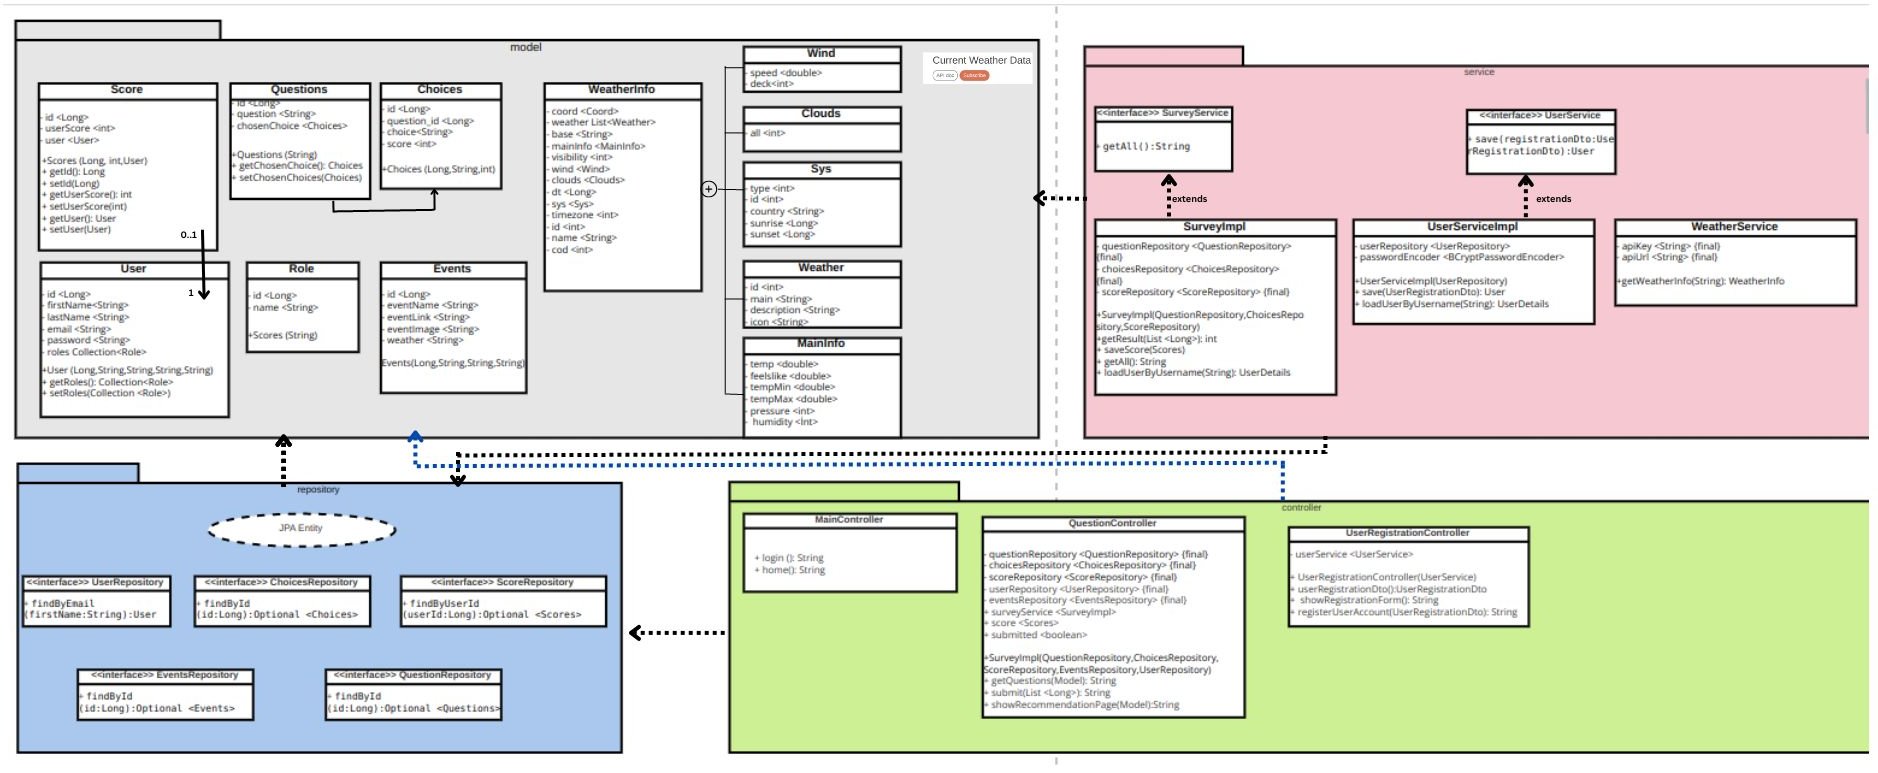 model
Score
- id <Long>
- userScore <int>
- user <User>
+Scores (Long, int,User)
+ getId(): Long
+ setId(Long)
+ getUserScore(): int
+ setUserScore(int)
+ getUser(): User
+ setUser(User)
0..1
1
Questions
- id <Long>
- question <String>
- chosenChoice <Choices>
+Questions (String)
+ getChosenChoice(): Choices
+ setChosenChoices(Choices)
Choices
- id <Long>
- question_id <Long>
- choice<String>
- score <int>
+Choices (Long,String,int)
User
- id <Long>
- firstName<String>
- lastName <String>
- email <String>
- password <String>
- roles Collection<Role>
+User (Long,String,String,String,String)
+ getRoles(): Collection<Role>
+ setRoles(Collection <Role>)
Role
- id <Long>
- name <String>
+Scores (String)
Events
- id <Long>
- eventName <String>
- eventLink <String>
- eventImage <String>
- weather <String>
Events(Long,String,String,String)
WeatherInfo
- coord <Coord>
- weather List<Weather>
- base <String>
- mainInfo <MainInfo>
- visibility <int>
- wind <Wind>
- clouds <Clouds>
- dt <Long>
- sys <Sys>
- timezone <int>
- id <int>
- name <String>
- cod <int>
+
Wind
- speed <double>
- deck<int>
Clouds
- all <int>
Sys
- type <int>
- id <int>
- country <String>
- sunrise <Long>
- sunset <Long>
Weather
- id <int>
- main <String>
- description <String>
- icon <String>
MainInfo
- temp <double>
- feelslike <double>
- tempMin <double>
- tempMax <double>
- pressure <int>
- humidity <Int>
Current Weather Data
API doc Subscribe
service
<<interface>> SurveyService
+ getAll():String
<<interface>> UserService
+ save(registrationDto:Use
rRegistrationDto):User
extends
extends
SurveyImpl
- questionRepository <QuestionRepository>
{final}
- choicesRepository <ChoicesRepository>
{final}
- scoreRepository <ScoreRepository> {final}
+SurveyImpl(QuestionRepository,ChoicesRepo
sitory,ScoreRepository)
+getResult(List <Long>): int
+ saveScore(Scores)
+ getAll(): String
+ loadUserByUsername(String): UserDetails
UserServiceImpl
- userRepository <UserRepository>
- passwordEncoder <BCryptPasswordEncoder>
+UserServiceImpl(UserRepository)
+ save(UserRegistrationDto): User
+ loadUserByUsername(String): UserDetails
WeatherService
- apiKey <String> {final}
- apiUrl <String> {final}
+getWeatherInfo(String): WeatherInfo
repository
JPA Entity
<<interface>> UserRepository
+ findByEmail
(firstName:String):User
<<interface>> ChoicesRepository
+ findById
(id:Long):Optional <Choices>
<<interface>> ScoreRepository
+ findByUserId
(userId:Long):Optional <Scores>
<<interface>> EventsRepository
+ findById
(id:Long):Optional <Events>
<<interface>> QuestionRepository
+ findById
(id:Long):Optional <Questions>
controller
MainController
+ login (): String
+ home(): String
QuestionController
- questionRepository <QuestionRepository> {final}
- choicesRepository <ChoicesRepository> {final}
- scoreRepository <ScoreRepository> {final}
- userRepository <UserRepository> {final}
- eventsRepository <EventsRepository> {final}
+ surveyService <SurveyImpl>
+ score <Scores>
+ submitted <boolean>
+SurveyImpl(QuestionRepository,ChoicesRepository,
ScoreRepository,EventsRepository,UserRepository)
+ getQuestions(Model): String
+ submit(List <Long>): String
+ showRecommendationPage(Model):String
UserRegistrationController
- userService <UserService>
+ UserRegistrationController(UserService)
+ userRegistrationDto():UserRegistrationDto
+ showRegistrationForm(): String
+ registerUserAccount(UserRegistrationDto): String